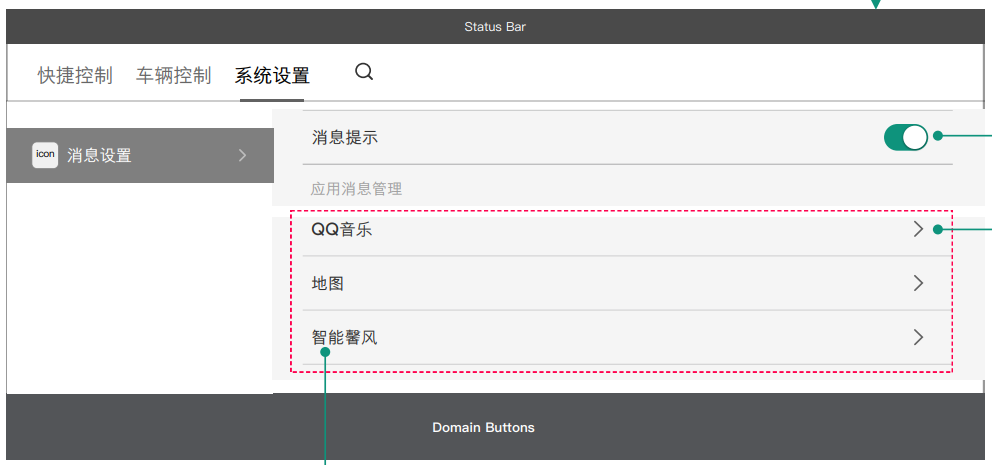 Status Bar
快捷控制 车辆控制 系统设置
消息提示
icon 消息设置
应用消息管理
QQ音乐
地图
智能馨风
Domain Buttons